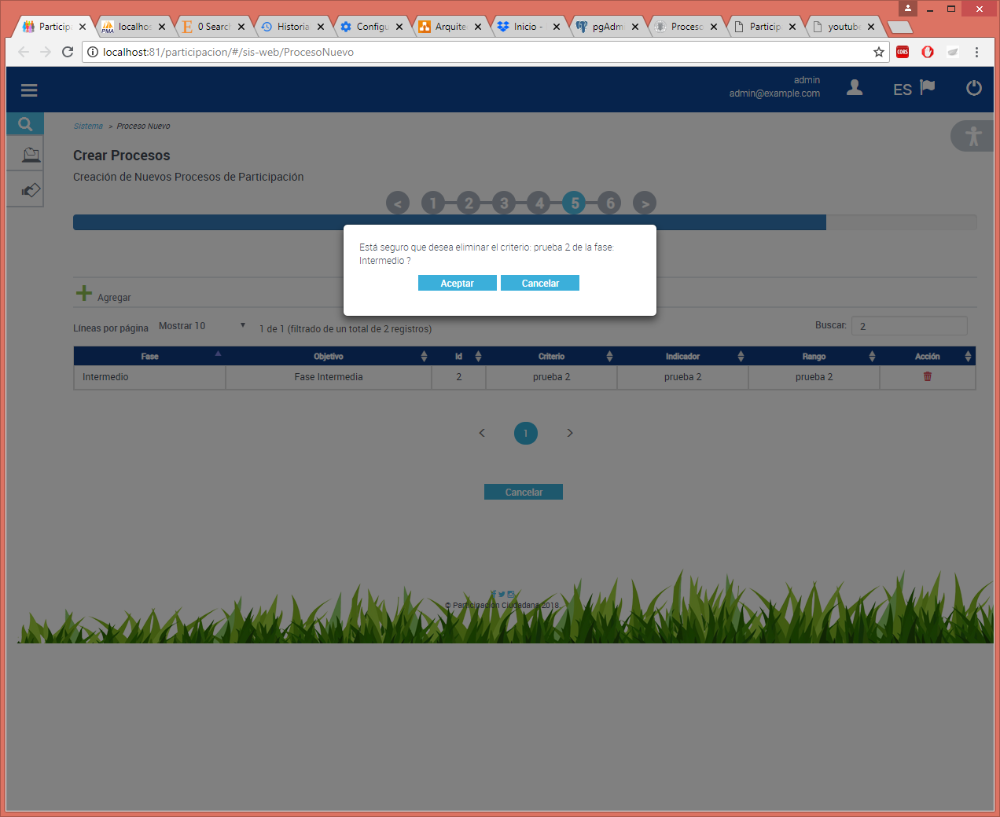 Particip
localhos
0 Searc
Historia
Configu
Arquite
Inicio -
pgAdm
Proceso
Particip
youtube
localhost:81/participacion/#/sis-web/ProcesoNuevo
CORS
admin
admin@example.com
ES
Sistema > Proceso Nuevo
Crear Procesos
Creación de Nuevos Procesos de Participación
< 1 2 3 4 5 6 >
Está seguro que desea eliminar el criterio: prueba 2 de la fase:
Intermedio ?
Aceptar Cancelar
Agregar
Líneas por página Mostrar 10 1 de 1 (filtrado de un total de 2 registros) Buscar: 2
Fase Objetivo Id Criterio Indicador Rango Acción
Intermedio Fase Intermedia 2 prueba 2 prueba 2 prueba 2
< 1 >
Cancelar
© Participación Ciudadana 2018.